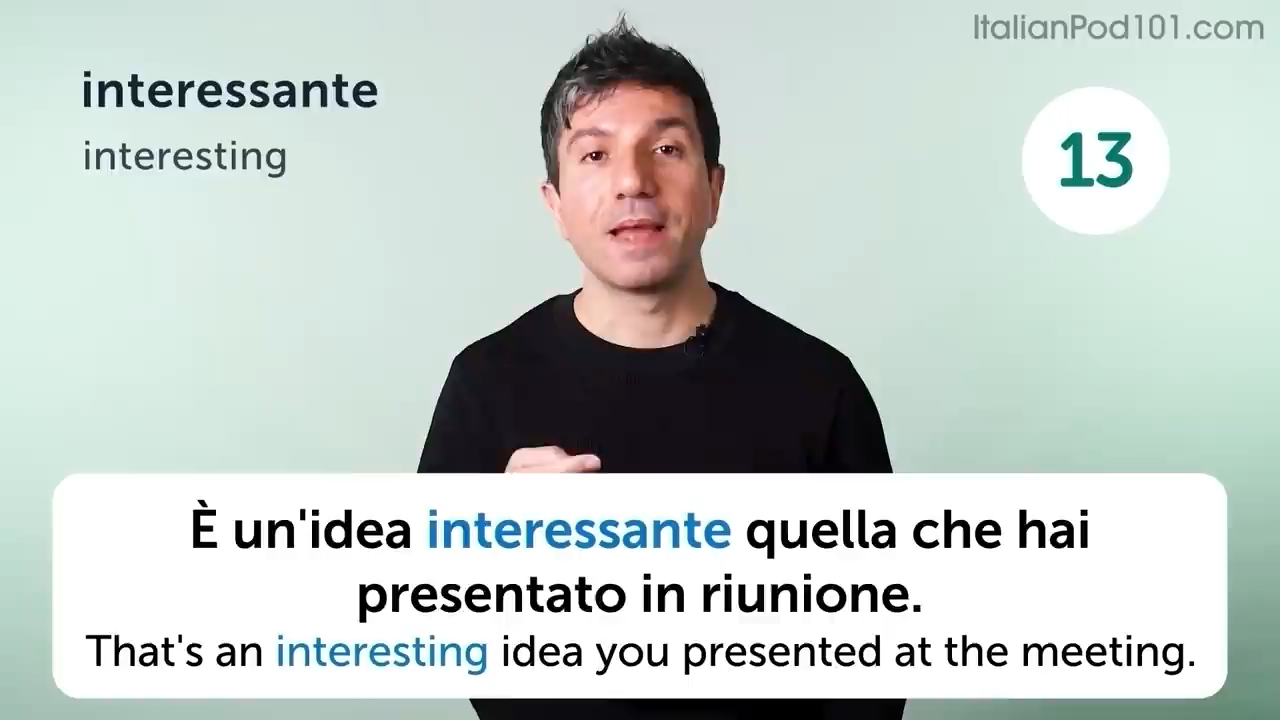 ItalianPod101.com
interessante
interesting
13
È un'idea interessante quella che hai
presentato in riunione.
That's an interesting idea you presented at the meeting.